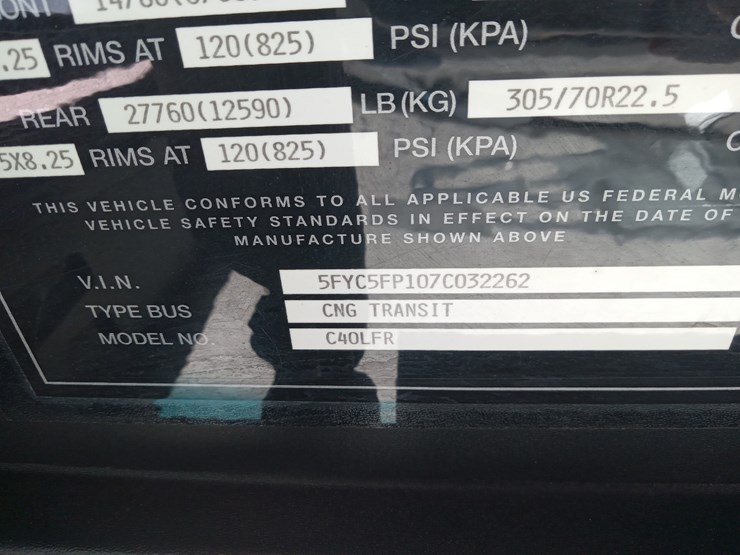 .25 RIMS AT 120(825) PSI (KPA)
REAR 27760(12590) LB (KG) 305/70R22.5
5X8.25 RIMS AT 120(825) PSI (KPA)
THIS VEHICLE CONFORMS TO ALL APPLICABLE US FEDERAL M
VEHICLE SAFETY STANDARDS IN EFFECT ON THE DATE OF
MANUFACTURE SHOWN ABOVE
V.I.N. 5FYC5FP107C032262
TYPE BUS CNG TRANSIT
MODEL NO. C40LFR